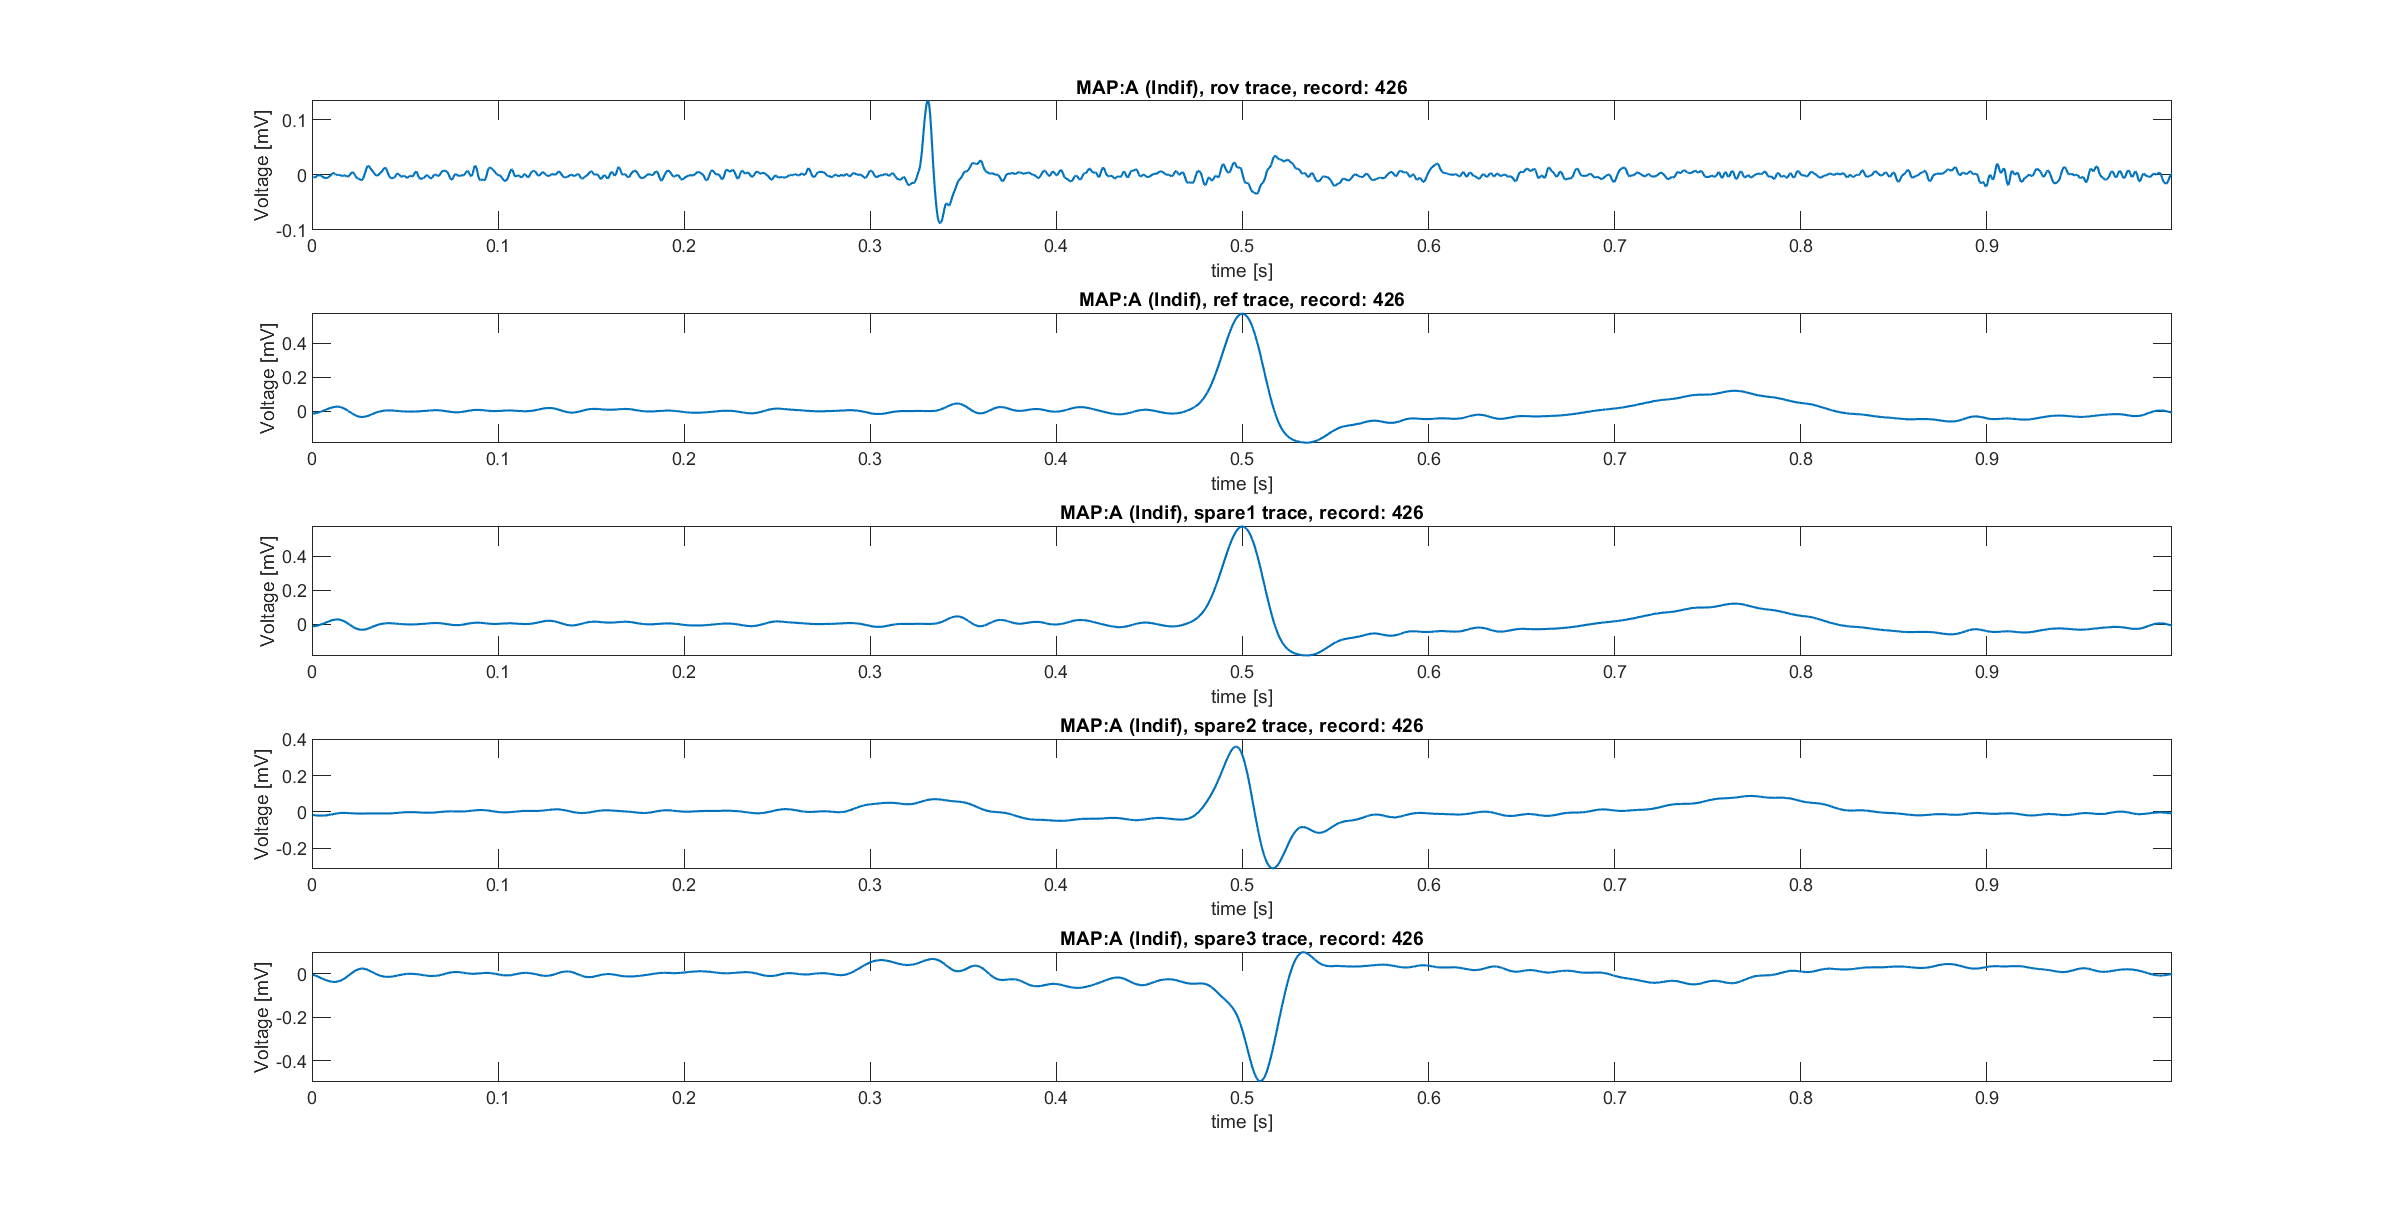 MAP:A (Indif), rov trace, record: 426
Voltage [mV]
0.1
0
-0.1
0 0.1 0.2 0.3 0.4 0.5 0.6 0.7 0.8 0.9
time [s]
MAP:A (Indif), ref trace, record: 426
Voltage [mV]
0.4
0.2
0
0 0.1 0.2 0.3 0.4 0.5 0.6 0.7 0.8 0.9
time [s]
MAP:A (Indif), spare1 trace, record: 426
Voltage [mV]
0.4
0.2
0
0 0.1 0.2 0.3 0.4 0.5 0.6 0.7 0.8 0.9
time [s]
MAP:A (Indif), spare2 trace, record: 426
Voltage [mV]
0.4
0.2
0
-0.2
0 0.1 0.2 0.3 0.4 0.5 0.6 0.7 0.8 0.9
time [s]
MAP:A (Indif), spare3 trace, record: 426
Voltage [mV]
0
-0.2
-0.4
0 0.1 0.2 0.3 0.4 0.5 0.6 0.7 0.8 0.9
time [s]